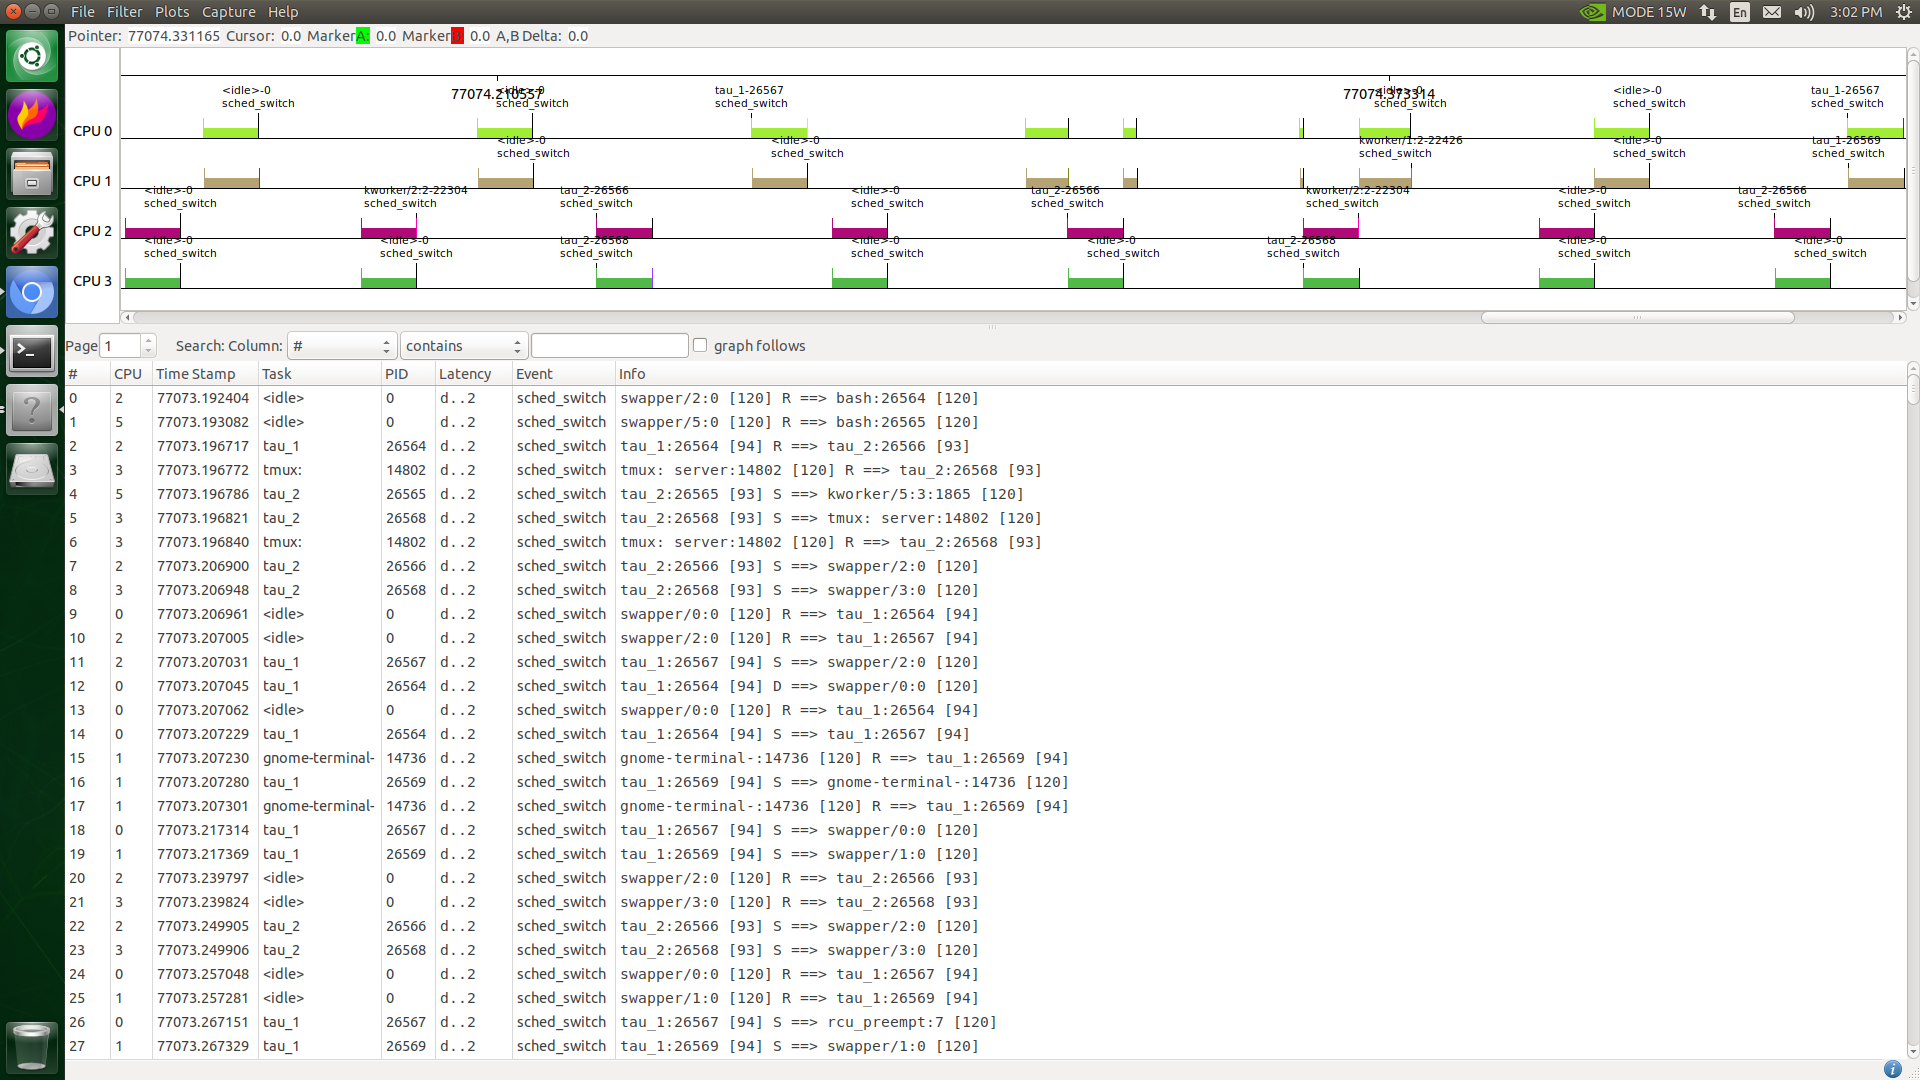 File Filter Plots Capture Help MODE 15W En 3:02 PM
Pointer: 77074.331165 Cursor: 0.0 Marker A: 0.0 Marker 0.0 A,B Delta: 0.0
77074.210557 77074.373314
<idle>-0 <idle>-0 tau_1-26567 <idle>-0 <idle>-0 tau_1-26567
sched_switch sched_switch sched_switch sched_switch sched_switch sched_switch
CPU 0
<idle>-0 <idle>-0 kworker/1:2-22426 <idle>-0 tau_1-26569
sched_switch sched_switch sched_switch sched_switch sched_switch
CPU 1
<idle>-0 kworker/2:2-22304 tau_2-26566 <idle>-0 tau_2-26566 kworker/2:2-22304 <idle>-0 tau_2-26566
sched_switch sched_switch sched_switch sched_switch sched_switch sched_switch sched_switch sched_switch
CPU 2
<idle>-0 <idle>-0 tau_2-26568 <idle>-0 <idle>-0 tau_2-26568 <idle>-0 <idle>-0
sched_switch sched_switch sched_switch sched_switch sched_switch sched_switch sched_switch sched_switch
CPU 3
Page 1 Search: Column: # contains graph follows
# CPU Time Stamp Task PID Latency Event Info
0 2 77073.192404 <idle> 0 d..2 sched_switch swapper/2:0 [120] R ==> bash:26564 [120]
1 5 77073.193082 <idle> 0 d..2 sched_switch swapper/5:0 [120] R ==> bash:26565 [120]
2 2 77073.196717 tau_1 26564 d..2 sched_switch tau_1:26564 [94] R ==> tau_2:26566 [93]
3 3 77073.196772 tmux: 14802 d..2 sched_switch tmux: server:14802 [120] R ==> tau_2:26568 [93]
4 5 77073.196786 tau_2 26565 d..2 sched_switch tau_2:26565 [93] S ==> kworker/5:3:1865 [120]
5 3 77073.196821 tau_2 26568 d..2 sched_switch tau_2:26568 [93] S ==> tmux: server:14802 [120]
6 3 77073.196840 tmux: 14802 d..2 sched_switch tmux: server:14802 [120] R ==> tau_2:26568 [93]
7 2 77073.206900 tau_2 26566 d..2 sched_switch tau_2:26566 [93] S ==> swapper/2:0 [120]
8 3 77073.206948 tau_2 26568 d..2 sched_switch tau_2:26568 [93] S ==> swapper/3:0 [120]
9 0 77073.206961 <idle> 0 d..2 sched_switch swapper/0:0 [120] R ==> tau_1:26564 [94]
10 2 77073.207005 <idle> 0 d..2 sched_switch swapper/2:0 [120] R ==> tau_1:26567 [94]
11 2 77073.207031 tau_1 26567 d..2 sched_switch tau_1:26567 [94] S ==> swapper/2:0 [120]
12 0 77073.207045 tau_1 26564 d..2 sched_switch tau_1:26564 [94] D ==> swapper/0:0 [120]
13 0 77073.207062 <idle> 0 d..2 sched_switch swapper/0:0 [120] R ==> tau_1:26564 [94]
14 0 77073.207229 tau_1 26564 d..2 sched_switch tau_1:26564 [94] S ==> tau_1:26567 [94]
15 1 77073.207230 gnome-terminal- 14736 d..2 sched_switch gnome-terminal-:14736 [120] R ==> tau_1:26569 [94]
16 1 77073.207280 tau_1 26569 d..2 sched_switch tau_1:26569 [94] S ==> gnome-terminal-:14736 [120]
17 1 77073.207301 gnome-terminal- 14736 d..2 sched_switch gnome-terminal-:14736 [120] R ==> tau_1:26569 [94]
18 0 77073.217314 tau_1 26567 d..2 sched_switch tau_1:26567 [94] S ==> swapper/0:0 [120]
19 1 77073.217369 tau_1 26569 d..2 sched_switch tau_1:26569 [94] S ==> swapper/1:0 [120]
20 2 77073.239797 <idle> 0 d..2 sched_switch swapper/2:0 [120] R ==> tau_2:26566 [93]
21 3 77073.239824 <idle> 0 d..2 sched_switch swapper/3:0 [120] R ==> tau_2:26568 [93]
22 2 77073.249905 tau_2 26566 d..2 sched_switch tau_2:26566 [93] S ==> swapper/2:0 [120]
23 3 77073.249906 tau_2 26568 d..2 sched_switch tau_2:26568 [93] S ==> swapper/3:0 [120]
24 0 77073.257048 <idle> 0 d..2 sched_switch swapper/0:0 [120] R ==> tau_1:26567 [94]
25 1 77073.257281 <idle> 0 d..2 sched_switch swapper/1:0 [120] R ==> tau_1:26569 [94]
26 0 77073.267151 tau_1 26567 d..2 sched_switch tau_1:26567 [94] S ==> rcu_preempt:7 [120]
27 1 77073.267329 tau_1 26569 d..2 sched_switch tau_1:26569 [94] S ==> swapper/1:0 [120]